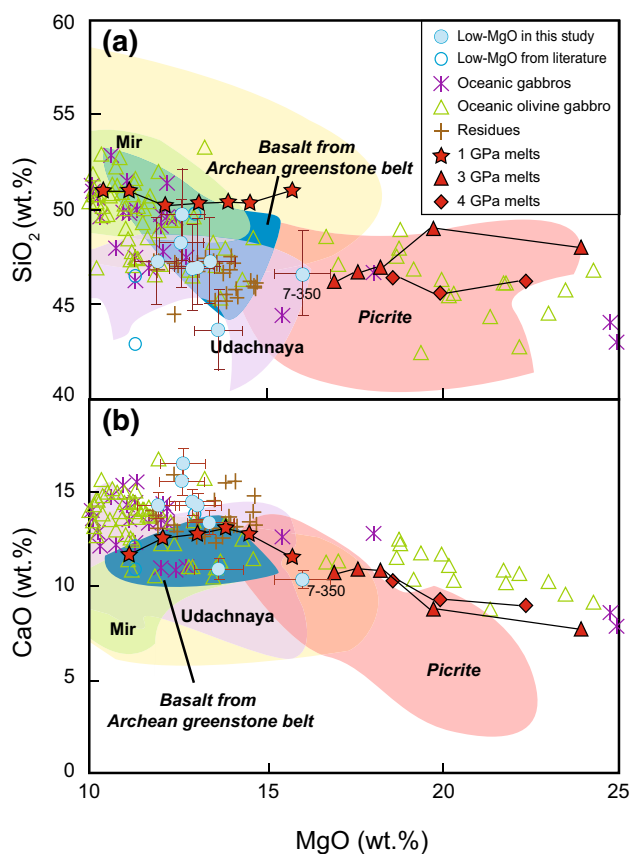 (a)
60
55
50
45
40
SiO2 (wt.%)
Low-MgO in this study
Low-MgO from literature
Oceanic gabbros
Oceanic olivine gabbro
Residues
1 GPa melts
3 GPa melts
4 GPa melts
Mir
Basalt from
Archean greenstone belt
7-350
Udachnaya
Picrite
(b)
15
10
5
0
CaO (wt.%)
7-350
Udachnaya
Mir
Picrite
Basalt from
Archean greenstone belt
10
15
20
25
MgO (wt.%)